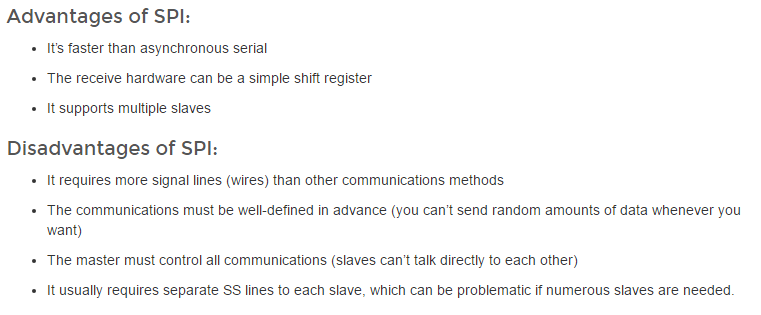 Advantages of SPI:
• It's faster than asynchronous serial
• The receive hardware can be a simple shift register
• It supports multiple slaves
Disadvantages of SPI:
• It requires more signal lines (wires) than other communications methods
• The communications must be well-defined in advance (you can't send random amounts of data whenever you
want)
• The master must control all communications (slaves can't talk directly to each other)
• It usually requires separate SS lines to each slave, which can be problematic if numerous slaves are needed.